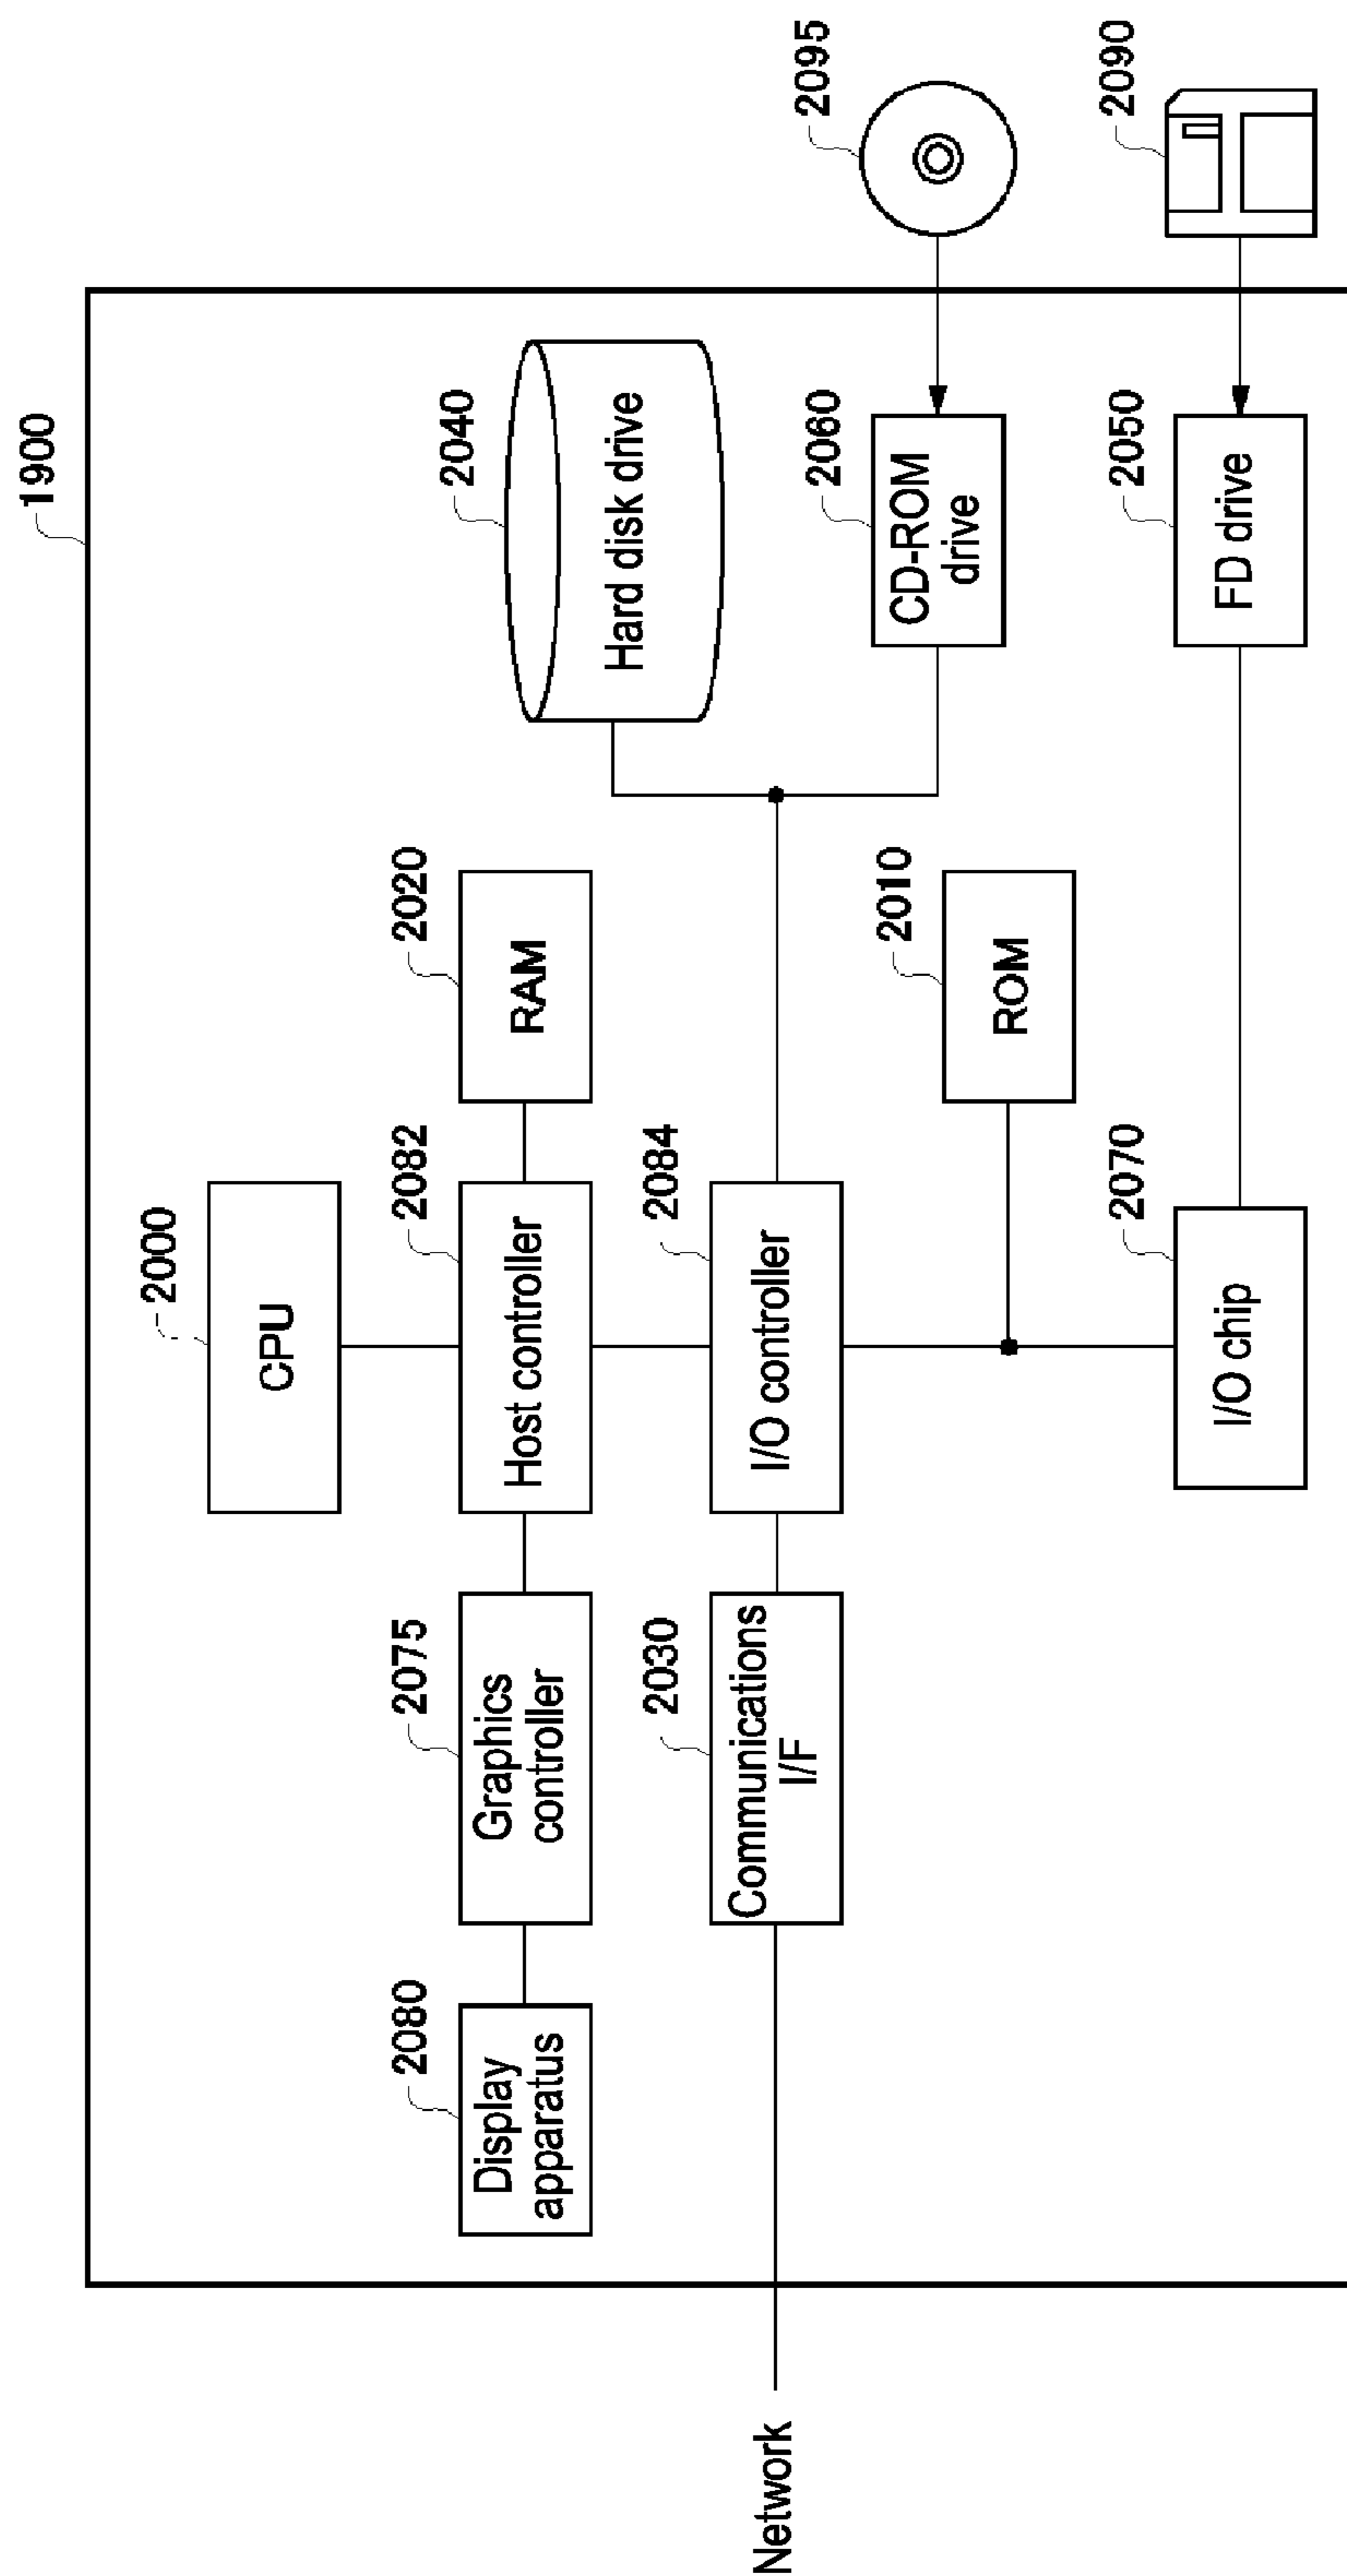 1900
2000
CPU
2080
Display
apparatus
2075
Graphics
controller
2082
Host controller
2020
RAM
2040
Hard disk drive
2095
Network
2030
Communications
I/F
2084
I/O controller
2060
CD-ROM
drive
2010
ROM
2090
2070
I/O chip
2050
FD drive